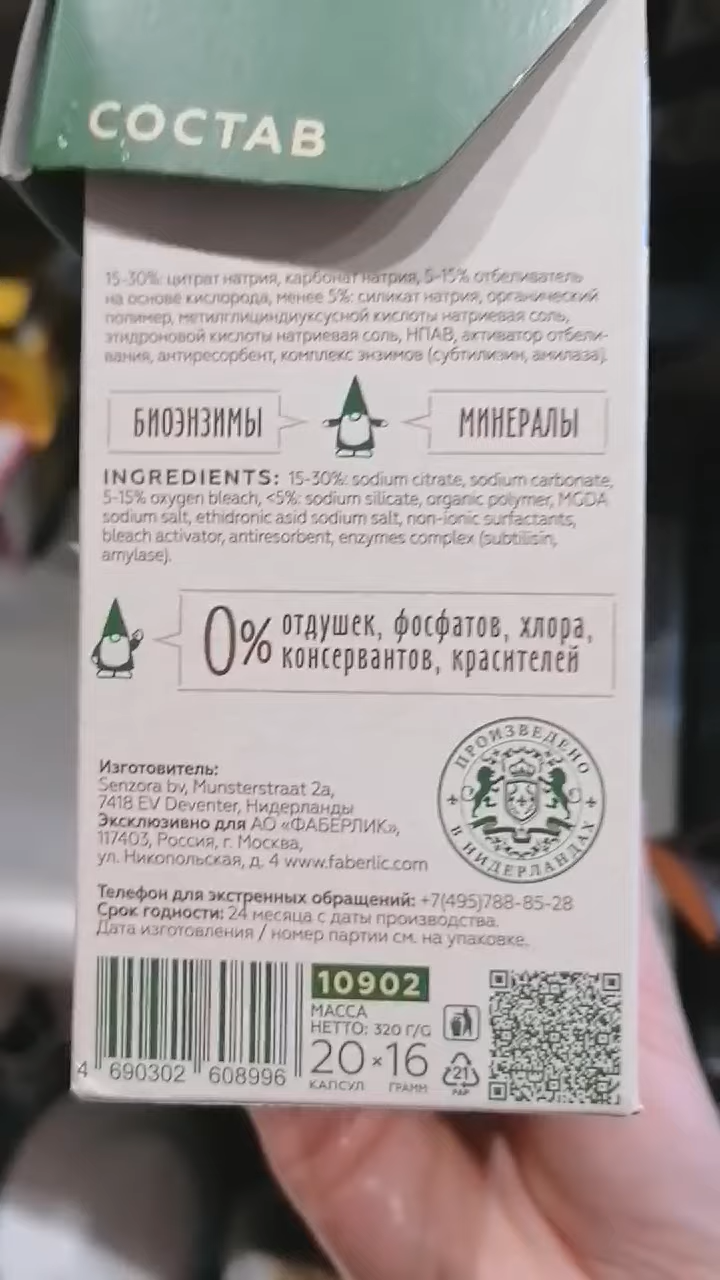 СОСТАВ
15-30%: цитрат натрия, карбонат натрия, 5-15% отбеливатель
на основе кислорода, менее 5%: силикат натрия, органический
полимер, метилглициндиуксусной кислоты натриевая соль,
этидроновой кислоты натриевая соль, НПАВ, активатор отбели-
вания, антиресорбент, комплекс энзимов (субтилизин, амилаза).
БИОЭНЗИМЫ
МИНЕРАЛЫ
INGREDIENTS: 15-30%: sodium citrate, sodium carbonate,
5-15% oxygen bleach, <5%: sodium silicate, organic polymer, MGDA
sodium salt, ethidronic asid sodium salt, non-ionic surfactants,
bleach activator, antiresorbent, enzymes complex (subtilisin,
amylase).
0% отдушек, фосфатов, хлора,
консервантов, красителей
ПРОИЗВЕДЕНО
В НИДЕРЛАНДАХ
Изготовитель:
Senzora bv, Munsterstraat 2a,
7418 EV Deventer, Нидерланды
Эксклюзивно для АО «ФАБЕРЛИК»,
117403, Россия, г. Москва,
ул. Никопольская, д. 4 www.faberlic.com
Телефон для экстренных обращений: +7(495)788-85-28
Срок годности: 24 месяца с даты производства.
Дата изготовления / номер партии см. на упаковке.
10902
МАССА
НЕТТО: 320 Г/G
20 × 16
КАПСУЛ ГРАММ
21
PAP
4 690302 608996